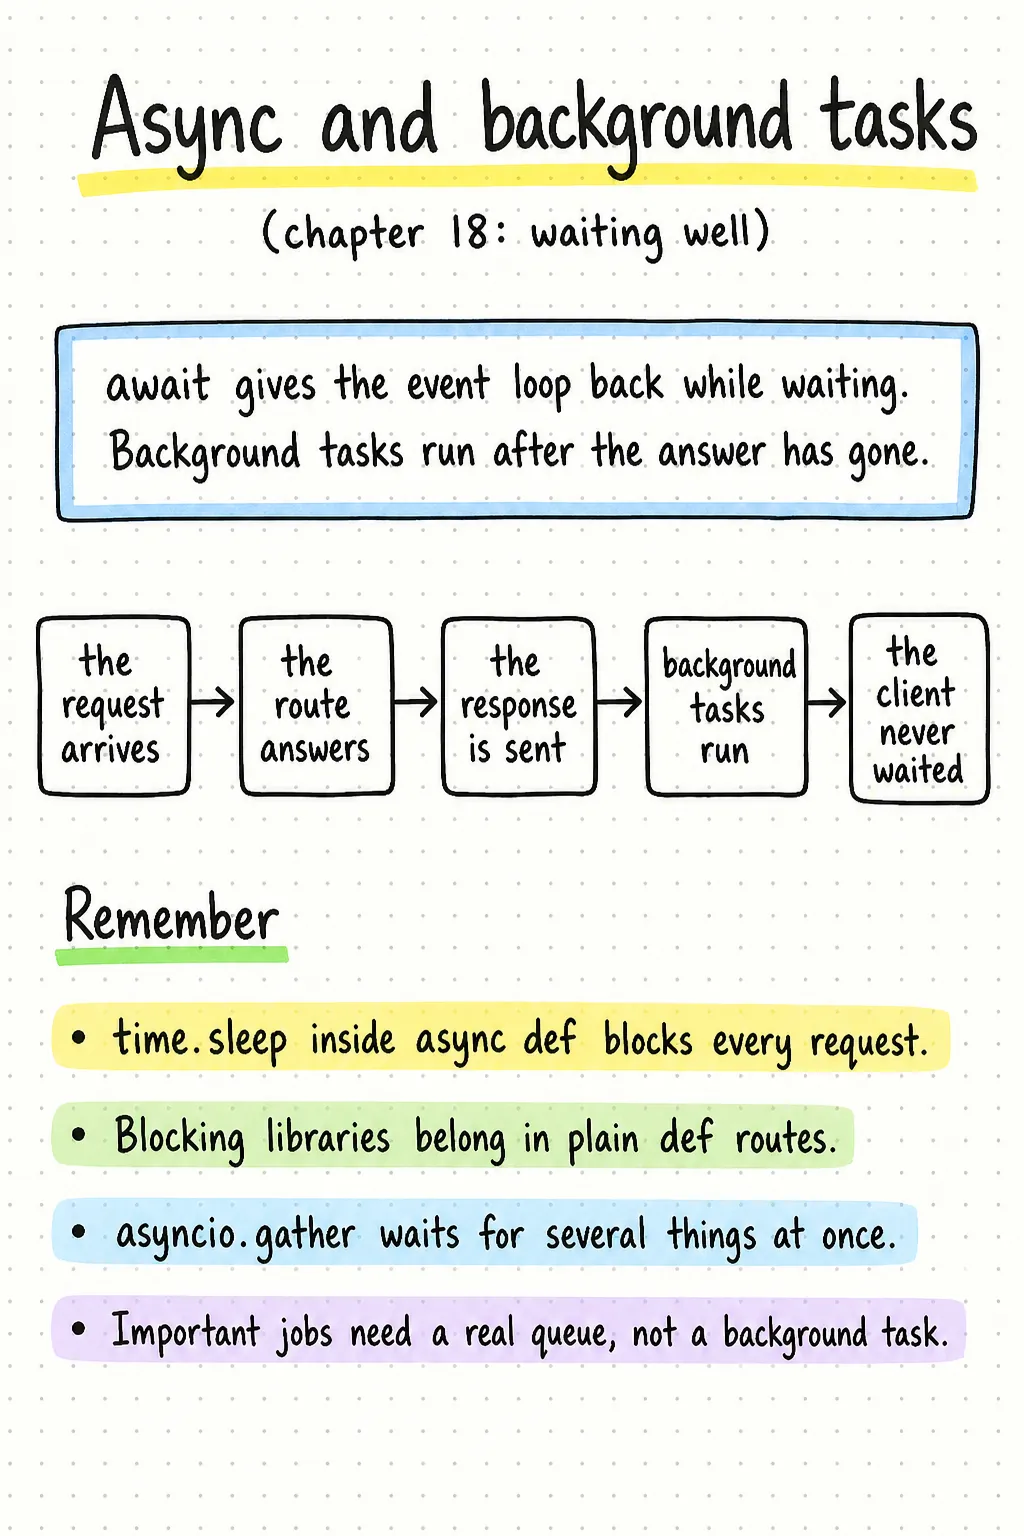 Async and background tasks
(chapter 18: waiting well)
await gives the event loop back while waiting.
Background tasks run after the answer has gone.
the
request
arrives
the
route
answers
the
response
is sent
background
tasks
run
the
client
never
waited
Remember
• time.sleep inside async def blocks every request.
• Blocking libraries belong in plain def routes.
• asyncio.gather waits for several things at once.
• Important jobs need a real queue, not a background task.